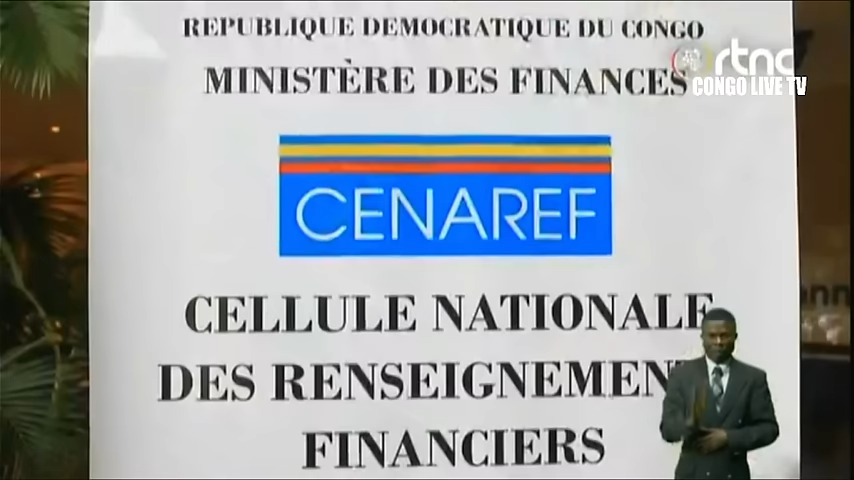 REPUBLIQUE DEMOCRATIQUE DU CONGO
rtnc
MINISTÈRE DES FINANCES
CONGO LIVE TV
CENAREF
CELLULE NATIONALE
DES RENSEIGNEMEN
FINANCIERS